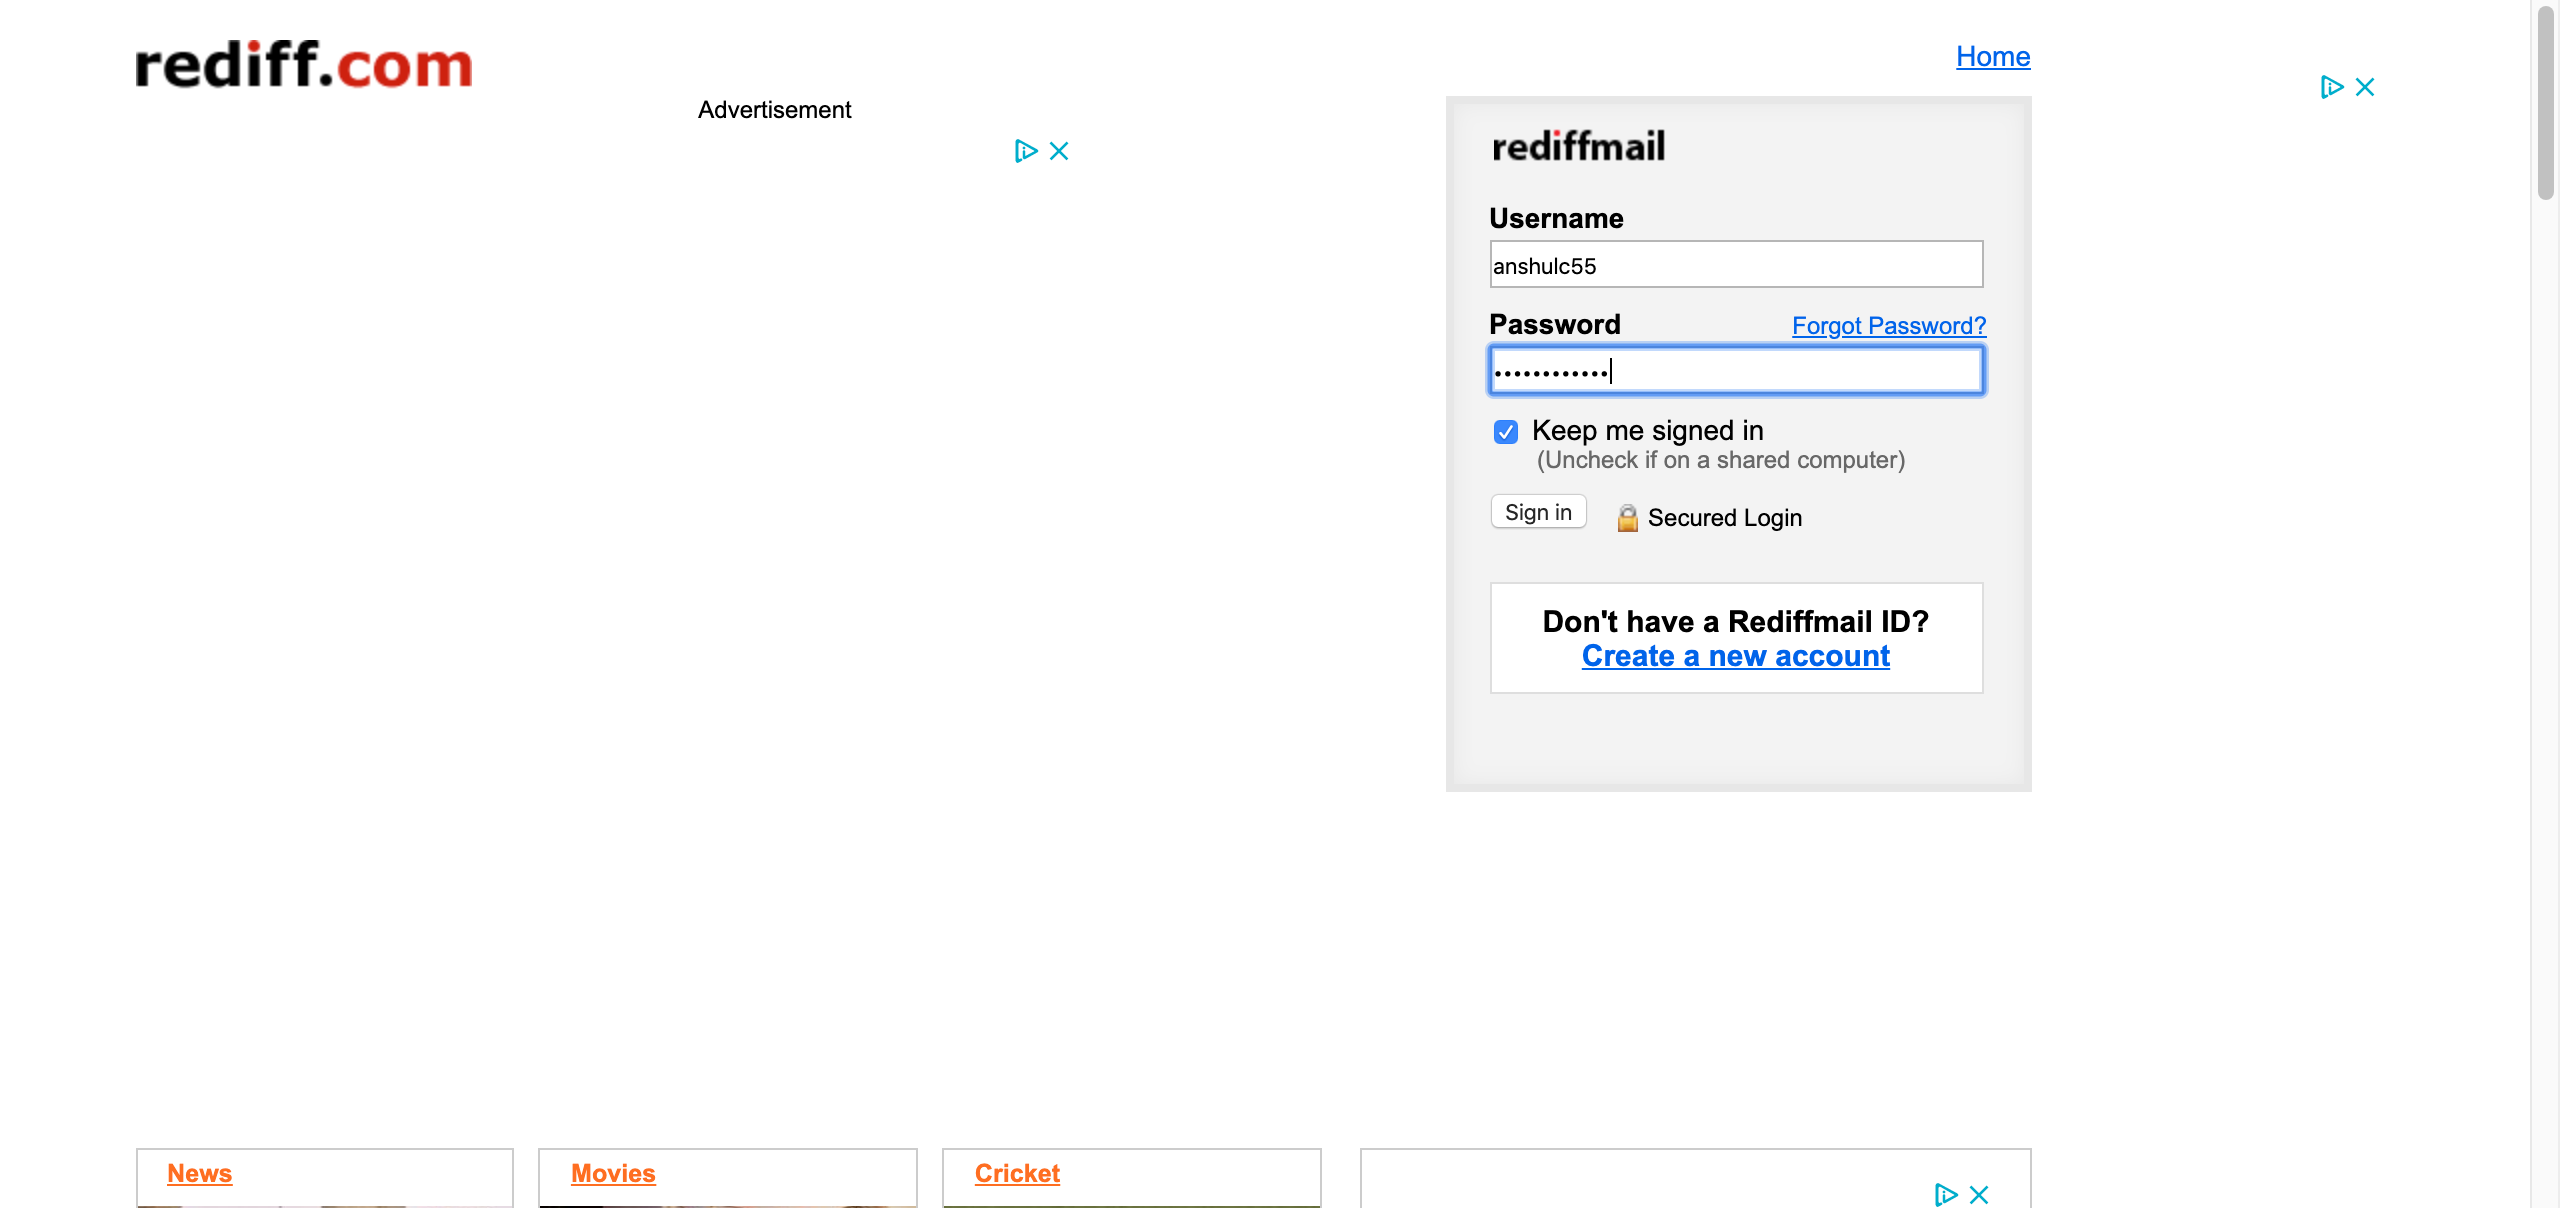 rediff.com
Home
Advertisement
rediffmail
Username
anshulc55
Password
Forgot Password?
Keep me signed in
(Uncheck if on a shared computer)
Sign in
Secured Login
Don't have a Rediffmail ID?
Create a new account
News
Movies
Cricket